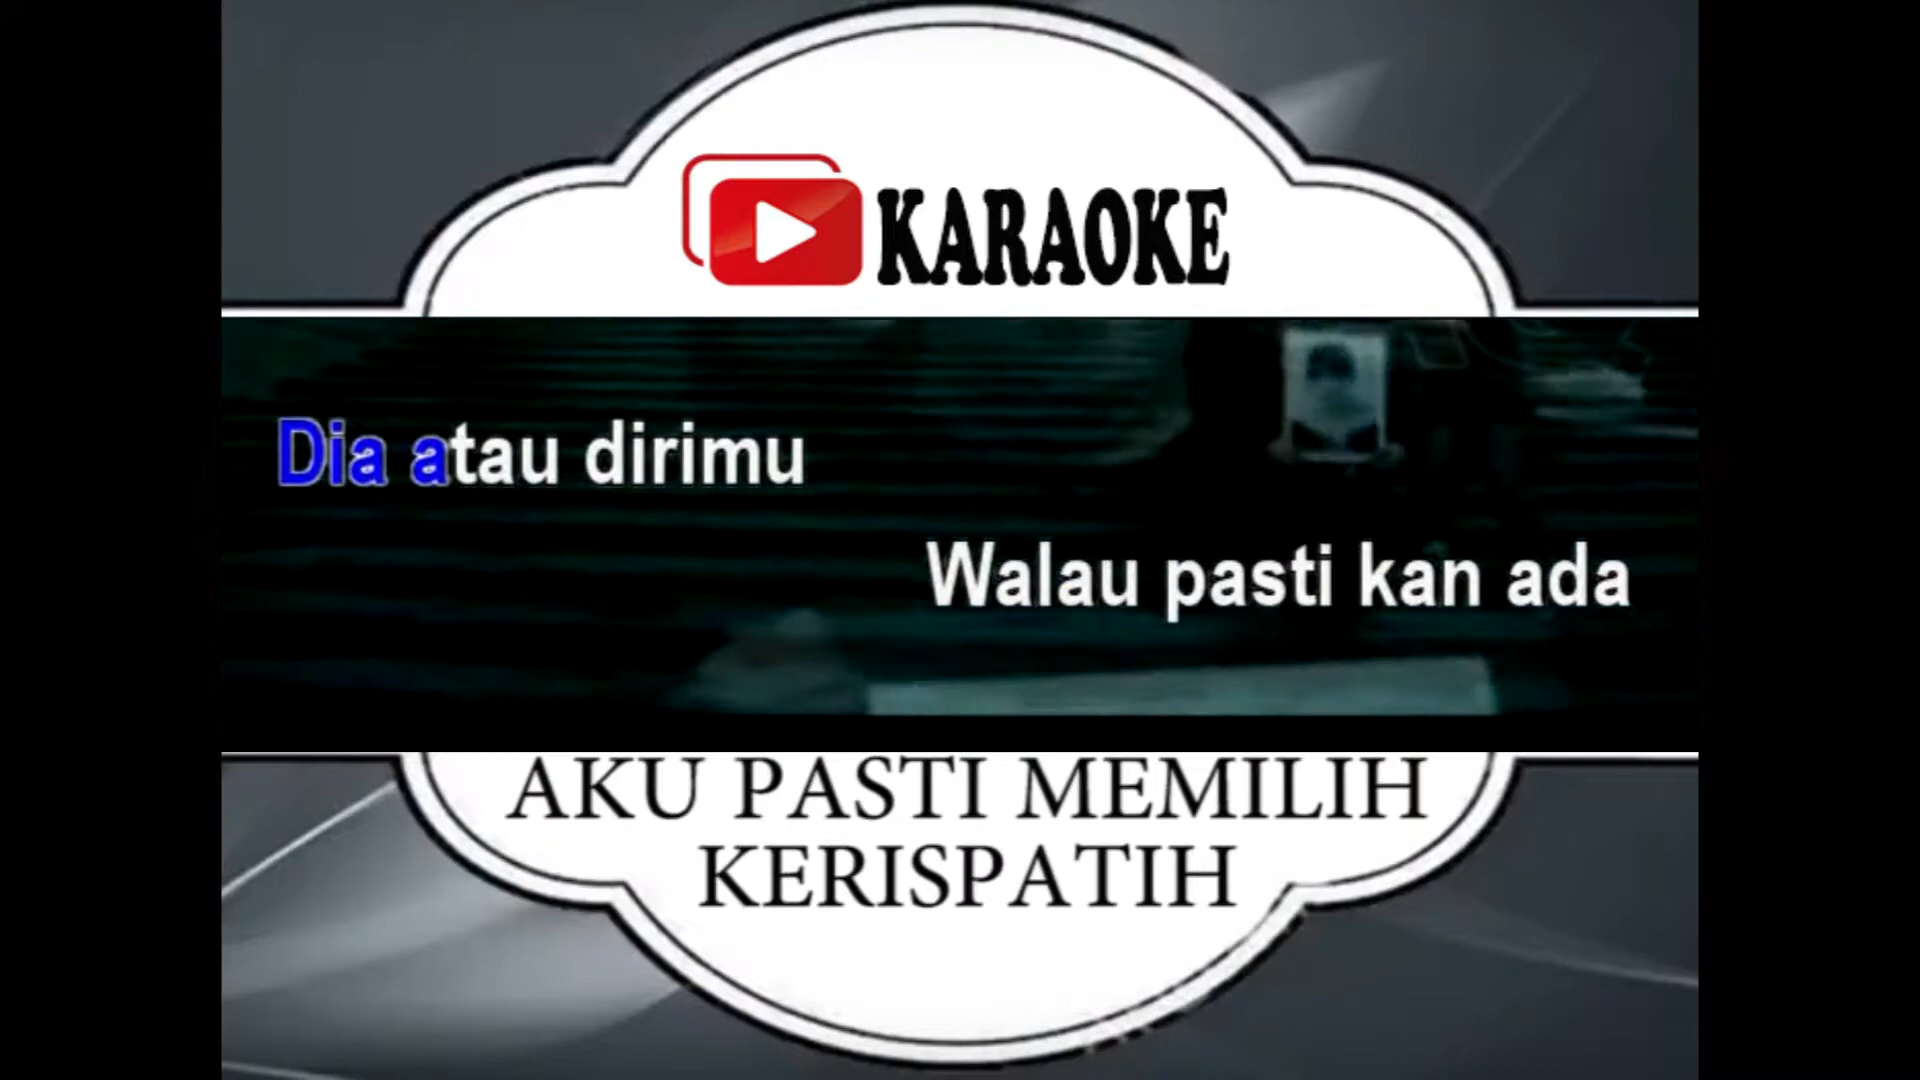 KARAOKE
Dia atau dirimu
Walau pasti kan ada
AKU PASTI MEMILIH
KERISPATIH